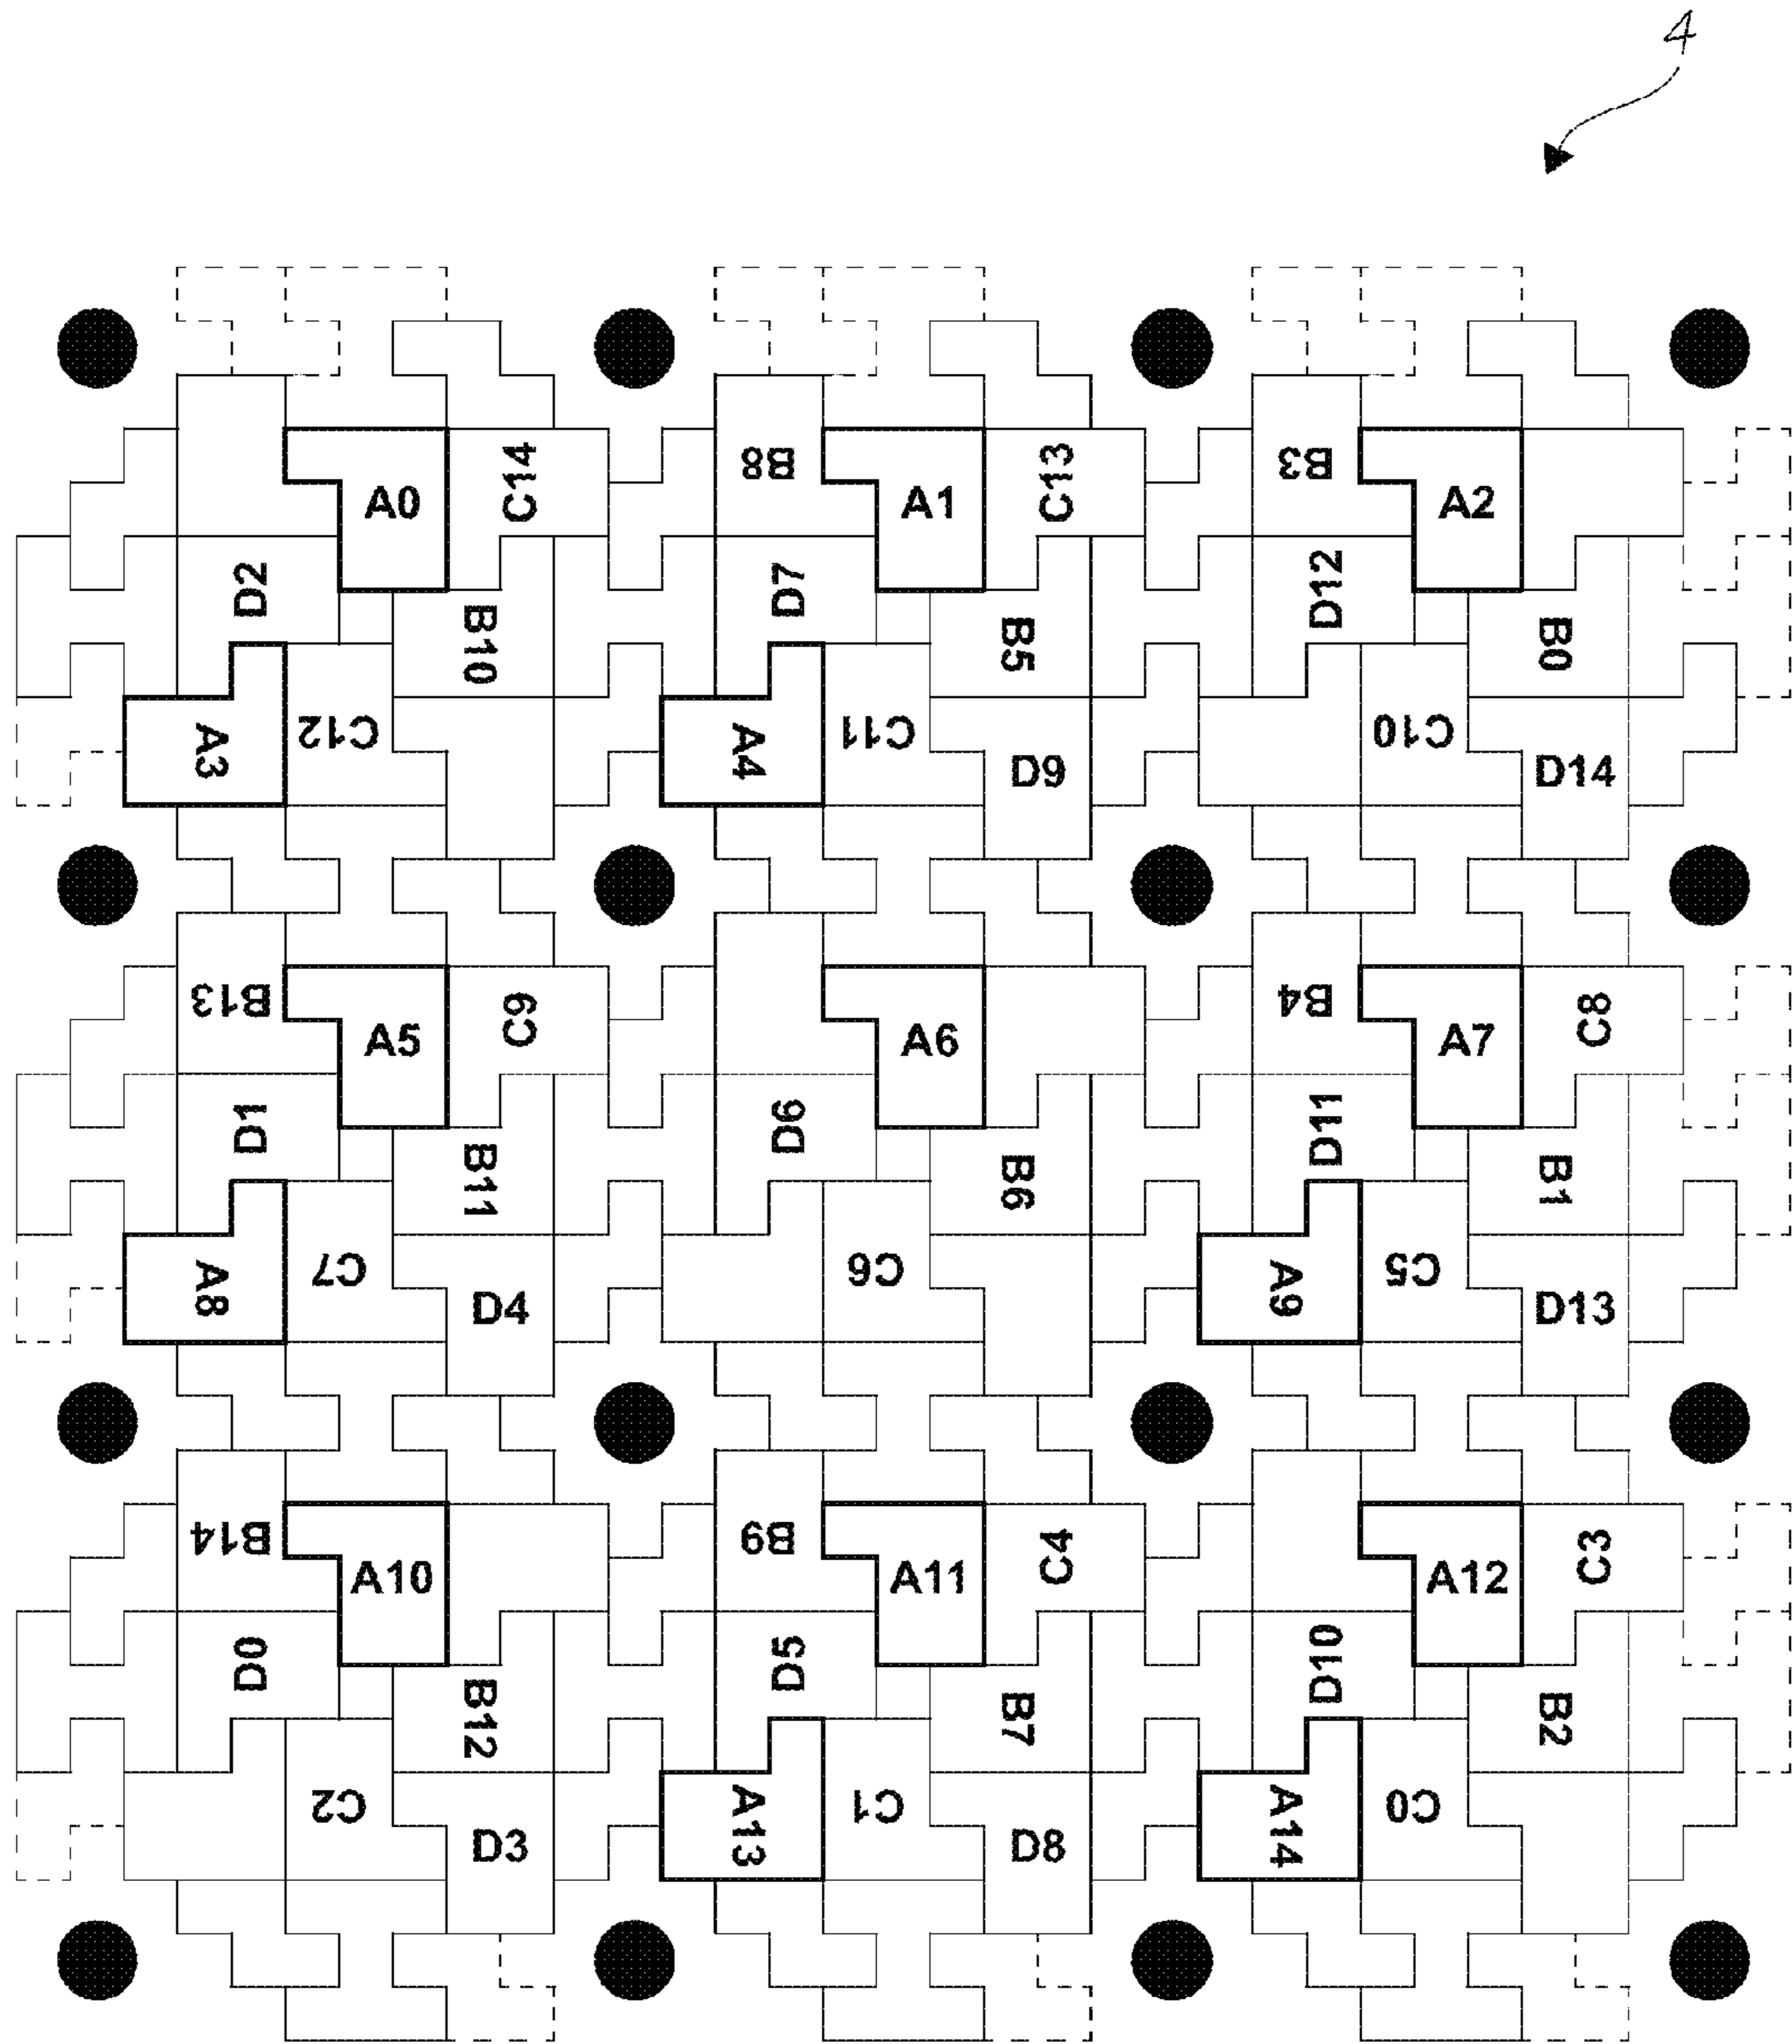 4
B8 B3
A0 C14 A1 C13 A2
D2 D7 D12
B10 B5 B0
A3 C12 A4 C11 C10
D9 D14
B13 B4
A5 C9 A6 A7 C8
D1 D6 D11
B11 B6 B1
A8 C7 C6 A9 C5
D4 D13
B14 B9
A10 A11 C4 A12 C3
D0 D5 D10
B12 B7 B2
A13 A14
C2 C1 C0
D3 D8